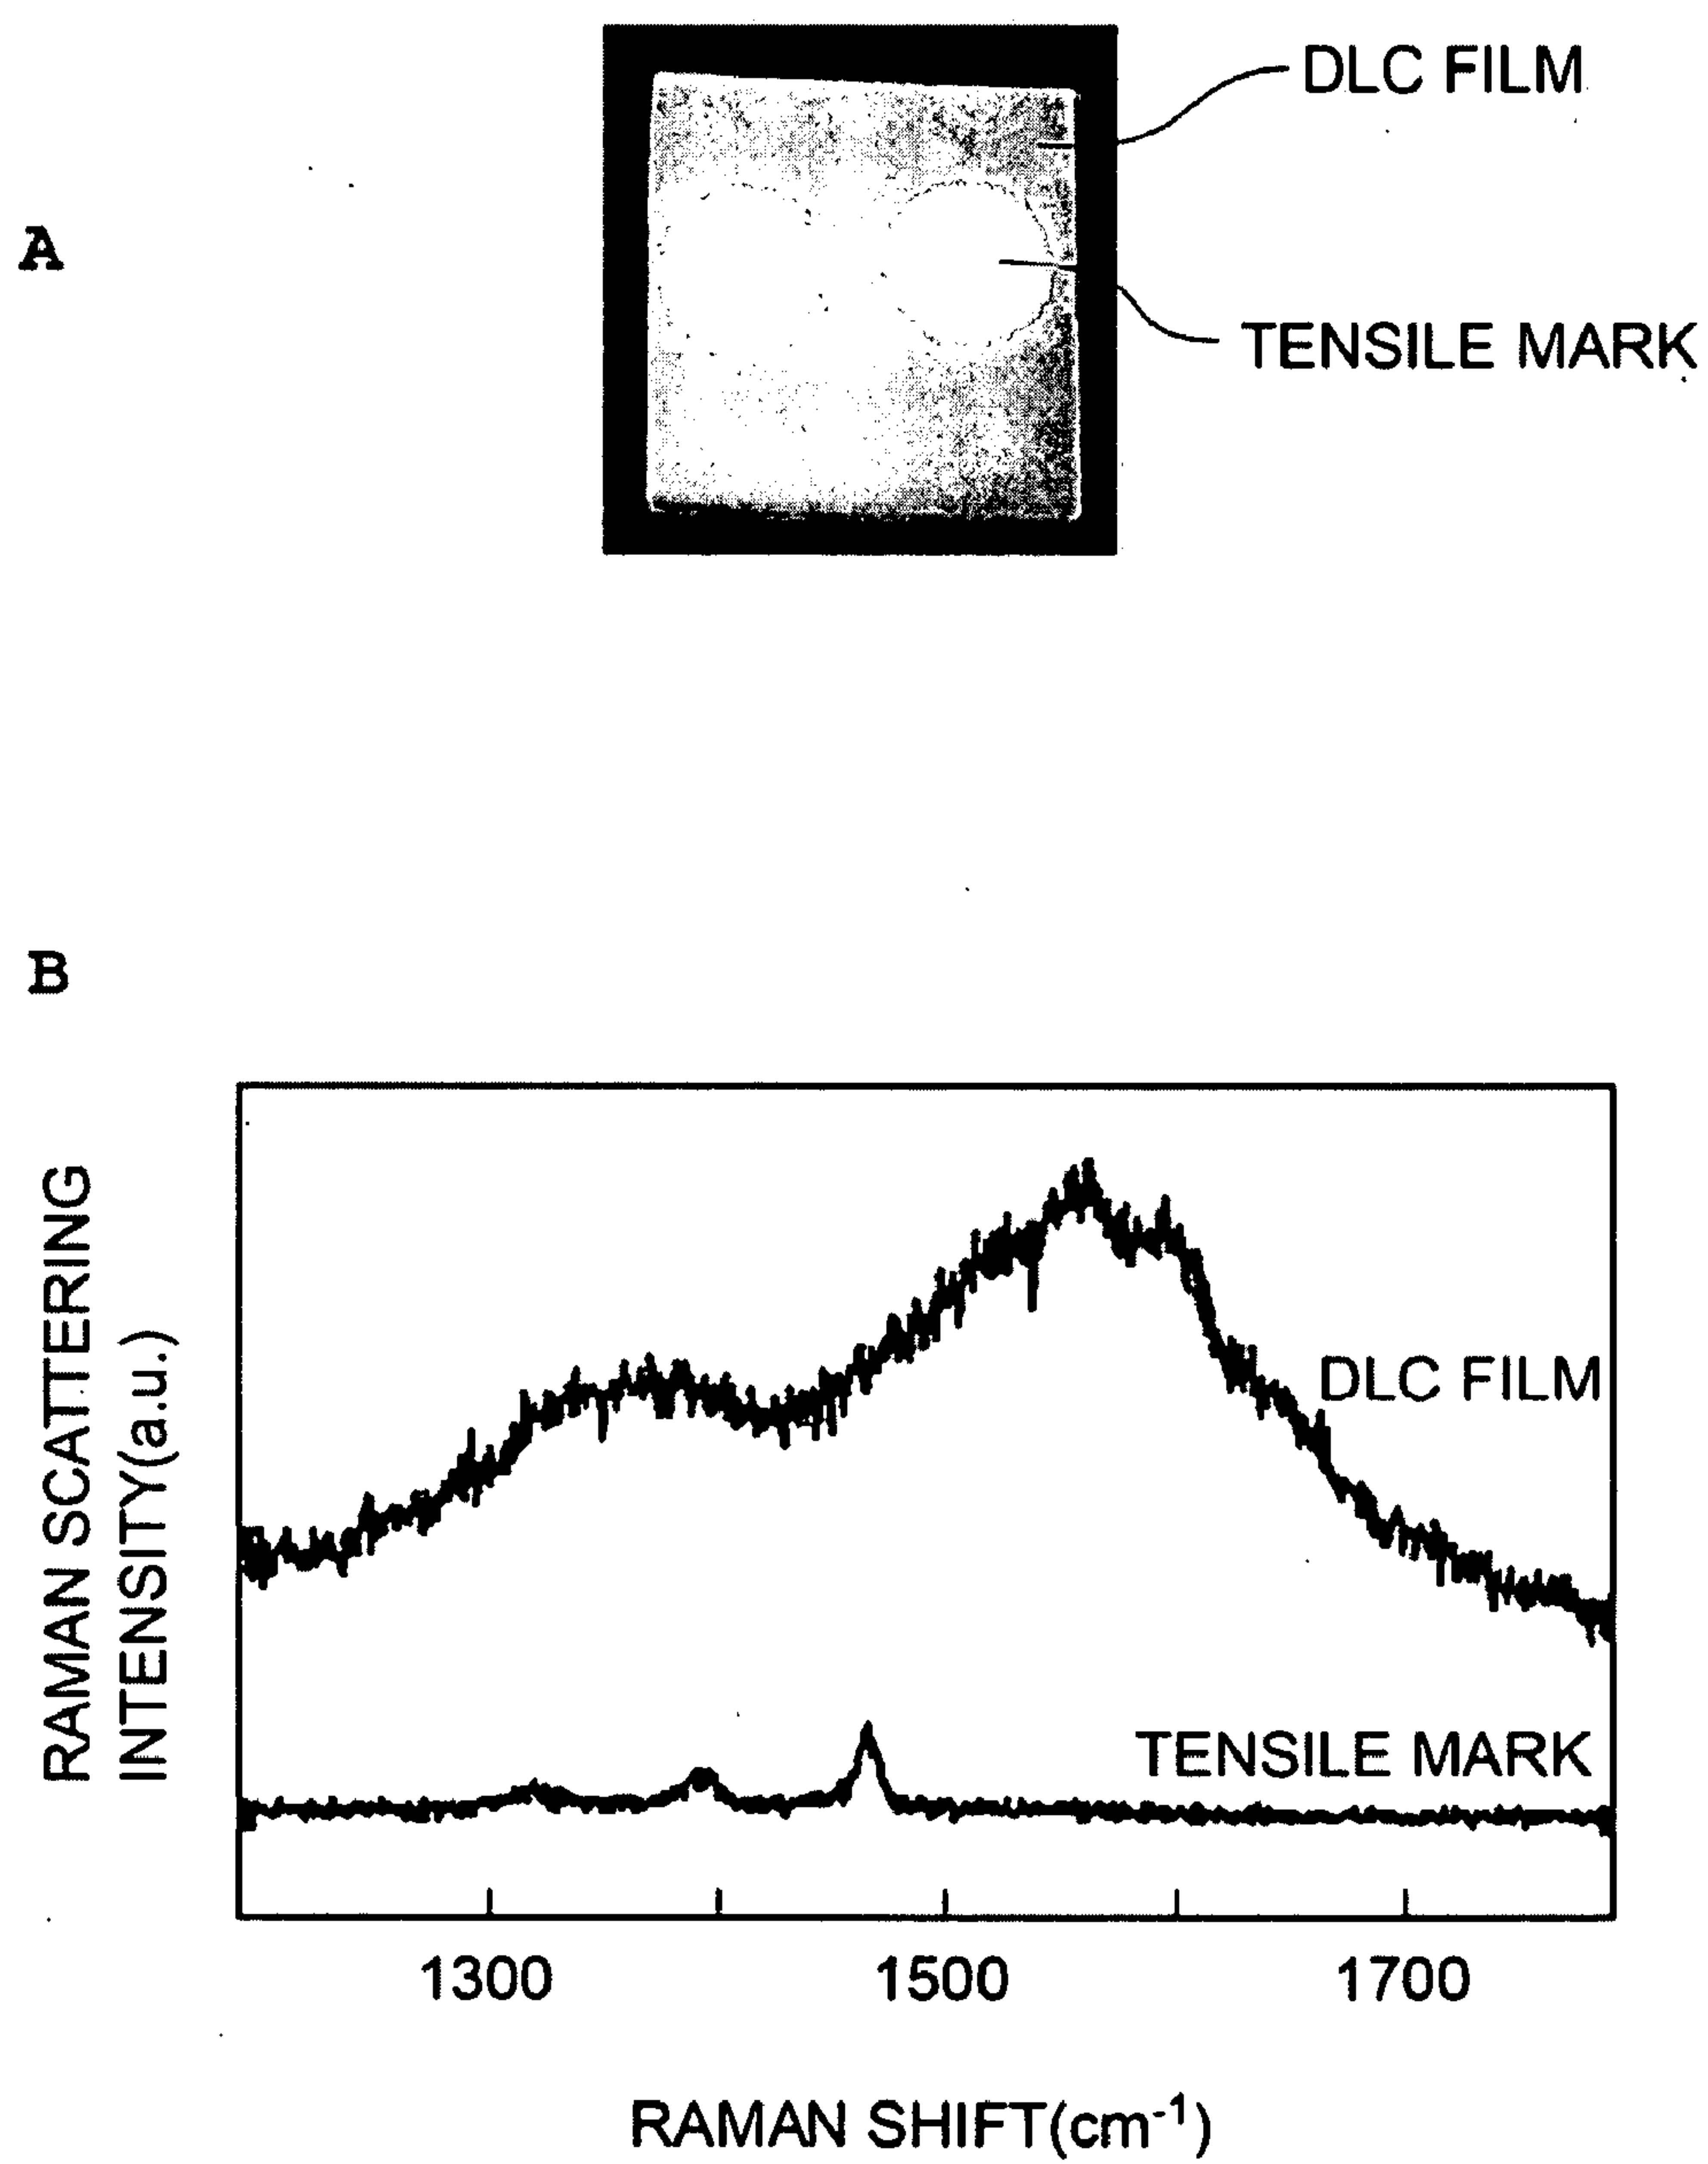 A
DLC FILM
TENSILE MARK
B
RAMAN SCATTERING
INTENSITY(a.u.)
DLC FILM
TENSILE MARK
1300 1500 1700
RAMAN SHIFT(cm⁻¹)